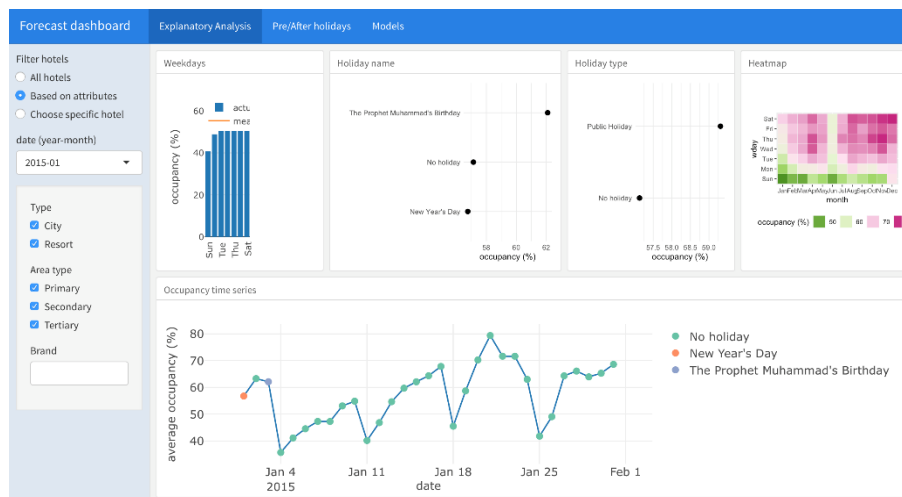 Forecast dashboard
Explanatory Analysis
Pre/After holidays
Models
Filter hotels
All hotels
Based on attributes
Choose specific hotel
date (year-month)
2015-01
Type
City
Resort
Area type
Primary
Secondary
Tertiary
Brand
Weekdays
60
40
20
0
occupancy (%)
actu
mea
Sun
Tue
Thu
Sat
Holiday name
The Prophet Muhammad's Birthday
No holiday
New Year's Day
58 60 62
occupancy (%)
Holiday type
Public Holiday
No holiday
57.5 58.0 58.5 59.0
occupancy (%)
Heatmap
wday
Sat
Fri
Thu
Wed
Tue
Mon
Sun
JanFebMarAprMayJun JulAugSepOctNovDec
month
occupancy (%) 50 60 70
Occupancy time series
average occupancy (%)
80
70
60
50
40
Jan 4 Jan 11 Jan 18 Jan 25 Feb 1
2015
date
No holiday
New Year's Day
The Prophet Muhammad's Birthday